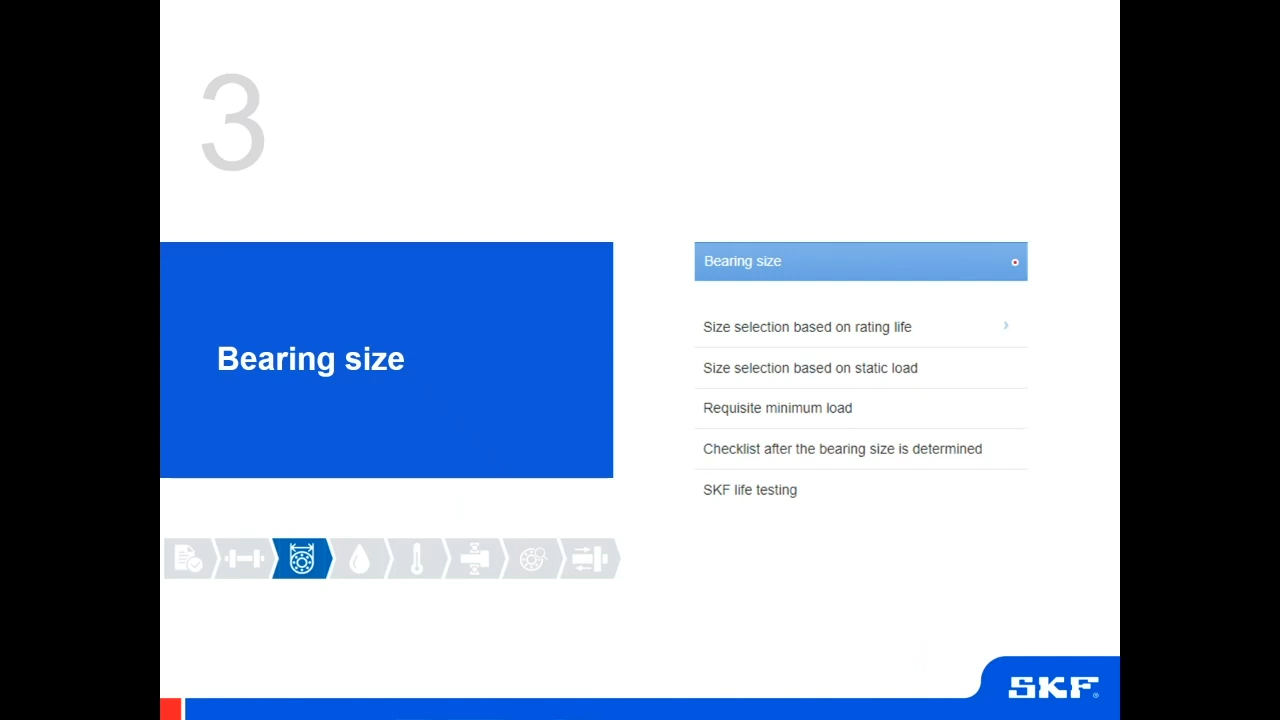 3
Bearing size
Bearing size
Size selection based on rating life
Size selection based on static load
Requisite minimum load
Checklist after the bearing size is determined
SKF life testing
SKF®